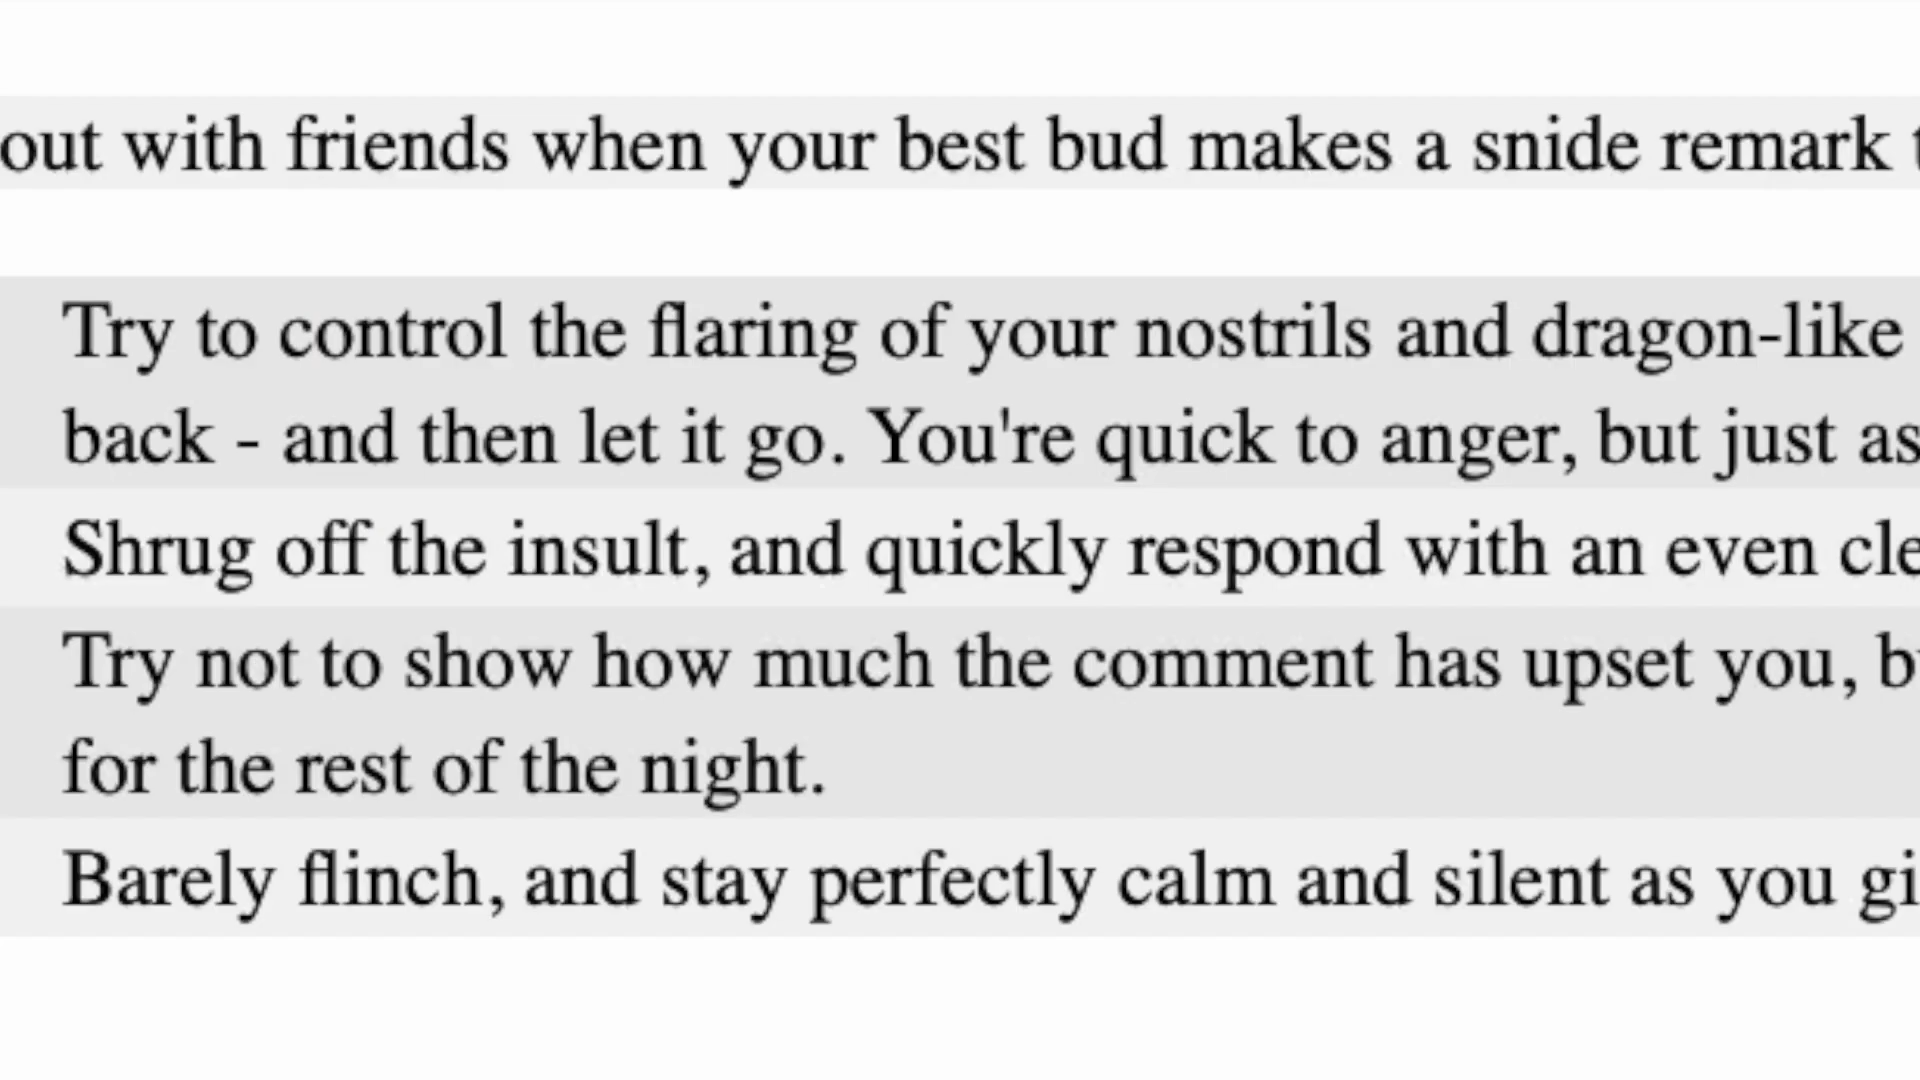 out with friends when your best bud makes a snide remark
Try to control the flaring of your nostrils and dragon-like
back - and then let it go. You're quick to anger, but just as
Shrug off the insult, and quickly respond with an even
Try not to show how much the comment has upset you,
for the rest of the night.
Barely flinch, and stay perfectly calm and silent as you